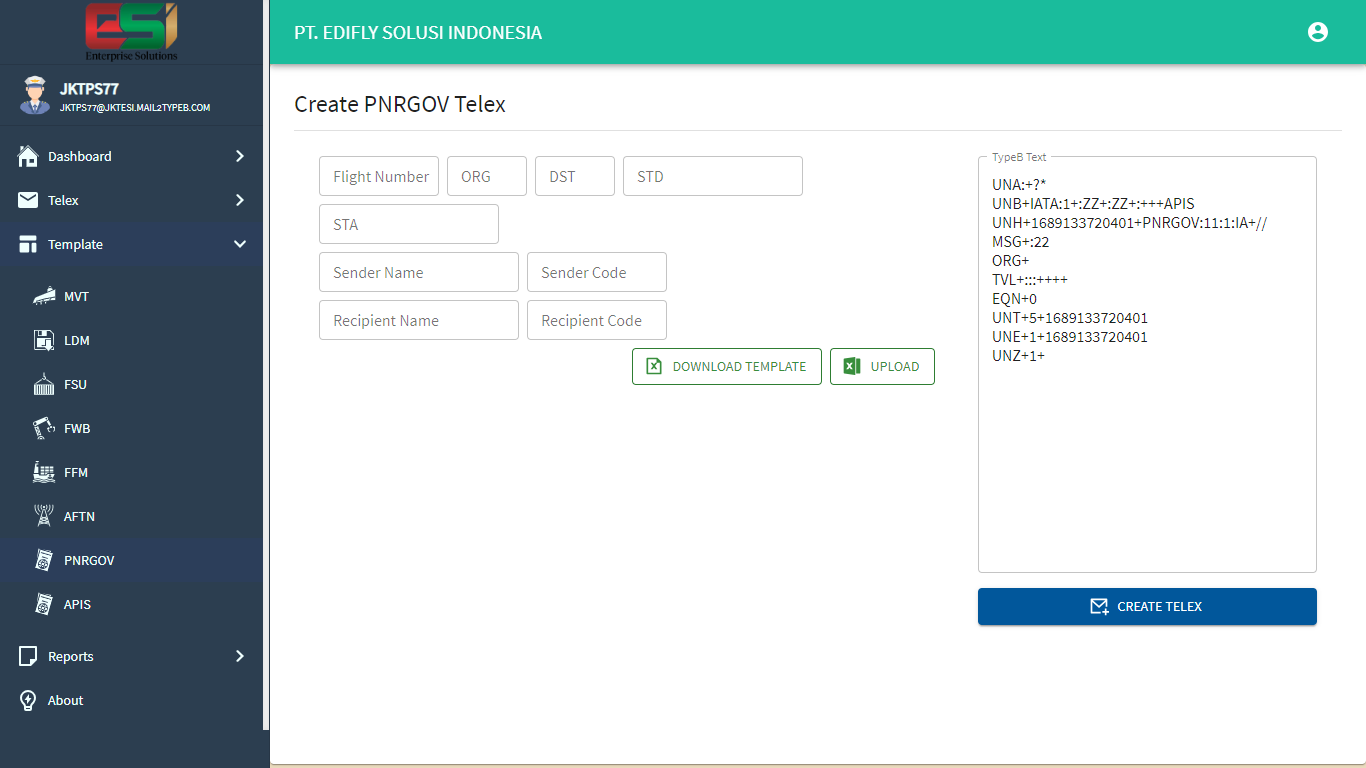 ESi
Enterprise Solutions
JKTPS77
JKTPS77@JKTESI.MAIL2TYPEB.COM
Dashboard
Telex
Template
MVT
LDM
FSU
FWB
FFM
AFTN
PNRGOV
APIS
Reports
About
PT. EDIFLY SOLUSI INDONESIA
Create PNRGOV Telex
Flight Number ORG DST STD
STA
Sender Name Sender Code
Recipient Name Recipient Code
DOWNLOAD TEMPLATE UPLOAD
TypeB Text
UNA:+?*
UNB+IATA:1+:ZZ+:ZZ+:+++APIS
UNH+1689133720401+PNRGOV:11:1:IA+//
MSG+:22
ORG+
TVL+:::++++
EQN+0
UNT+5+1689133720401
UNE+1+1689133720401
UNZ+1+
CREATE TELEX